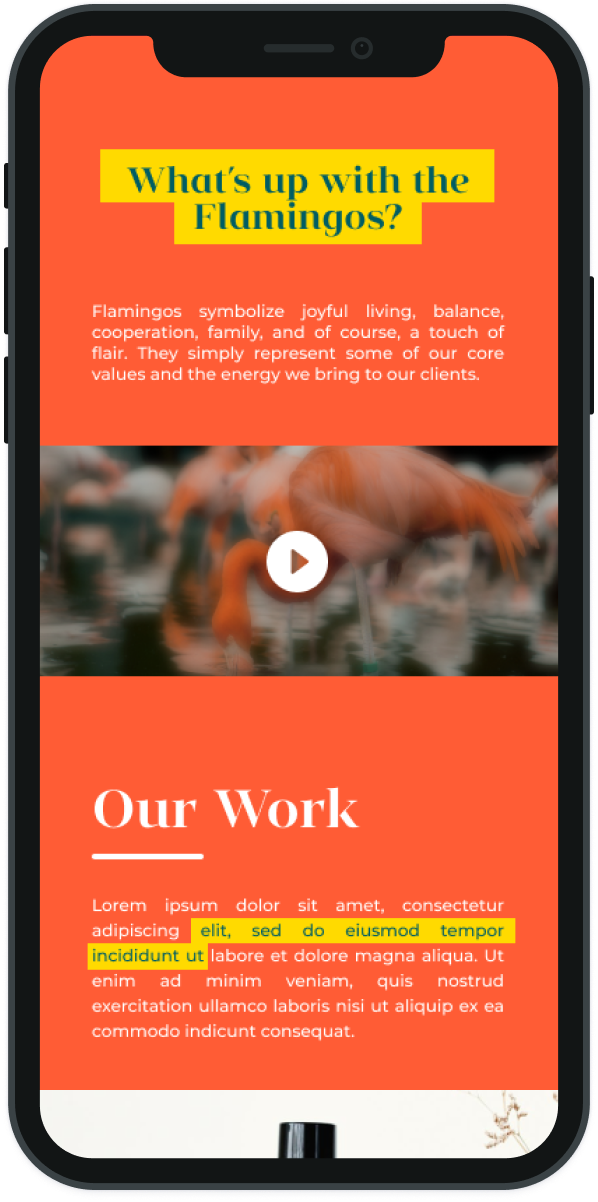 What's up with the
Flamingos?
Flamingos symbolize joyful living, balance,
cooperation, family, and of course, a touch of
flair. They simply represent some of our core
values and the energy we bring to our clients.
Our Work
Lorem ipsum dolor sit amet, consectetur
adipiscing elit, sed do eiusmod tempor
incididunt ut labore et dolore magna aliqua. Ut
enim ad minim veniam, quis nostrud
exercitation ullamco laboris nisi ut aliquip ex ea
commodo indicunt consequat.